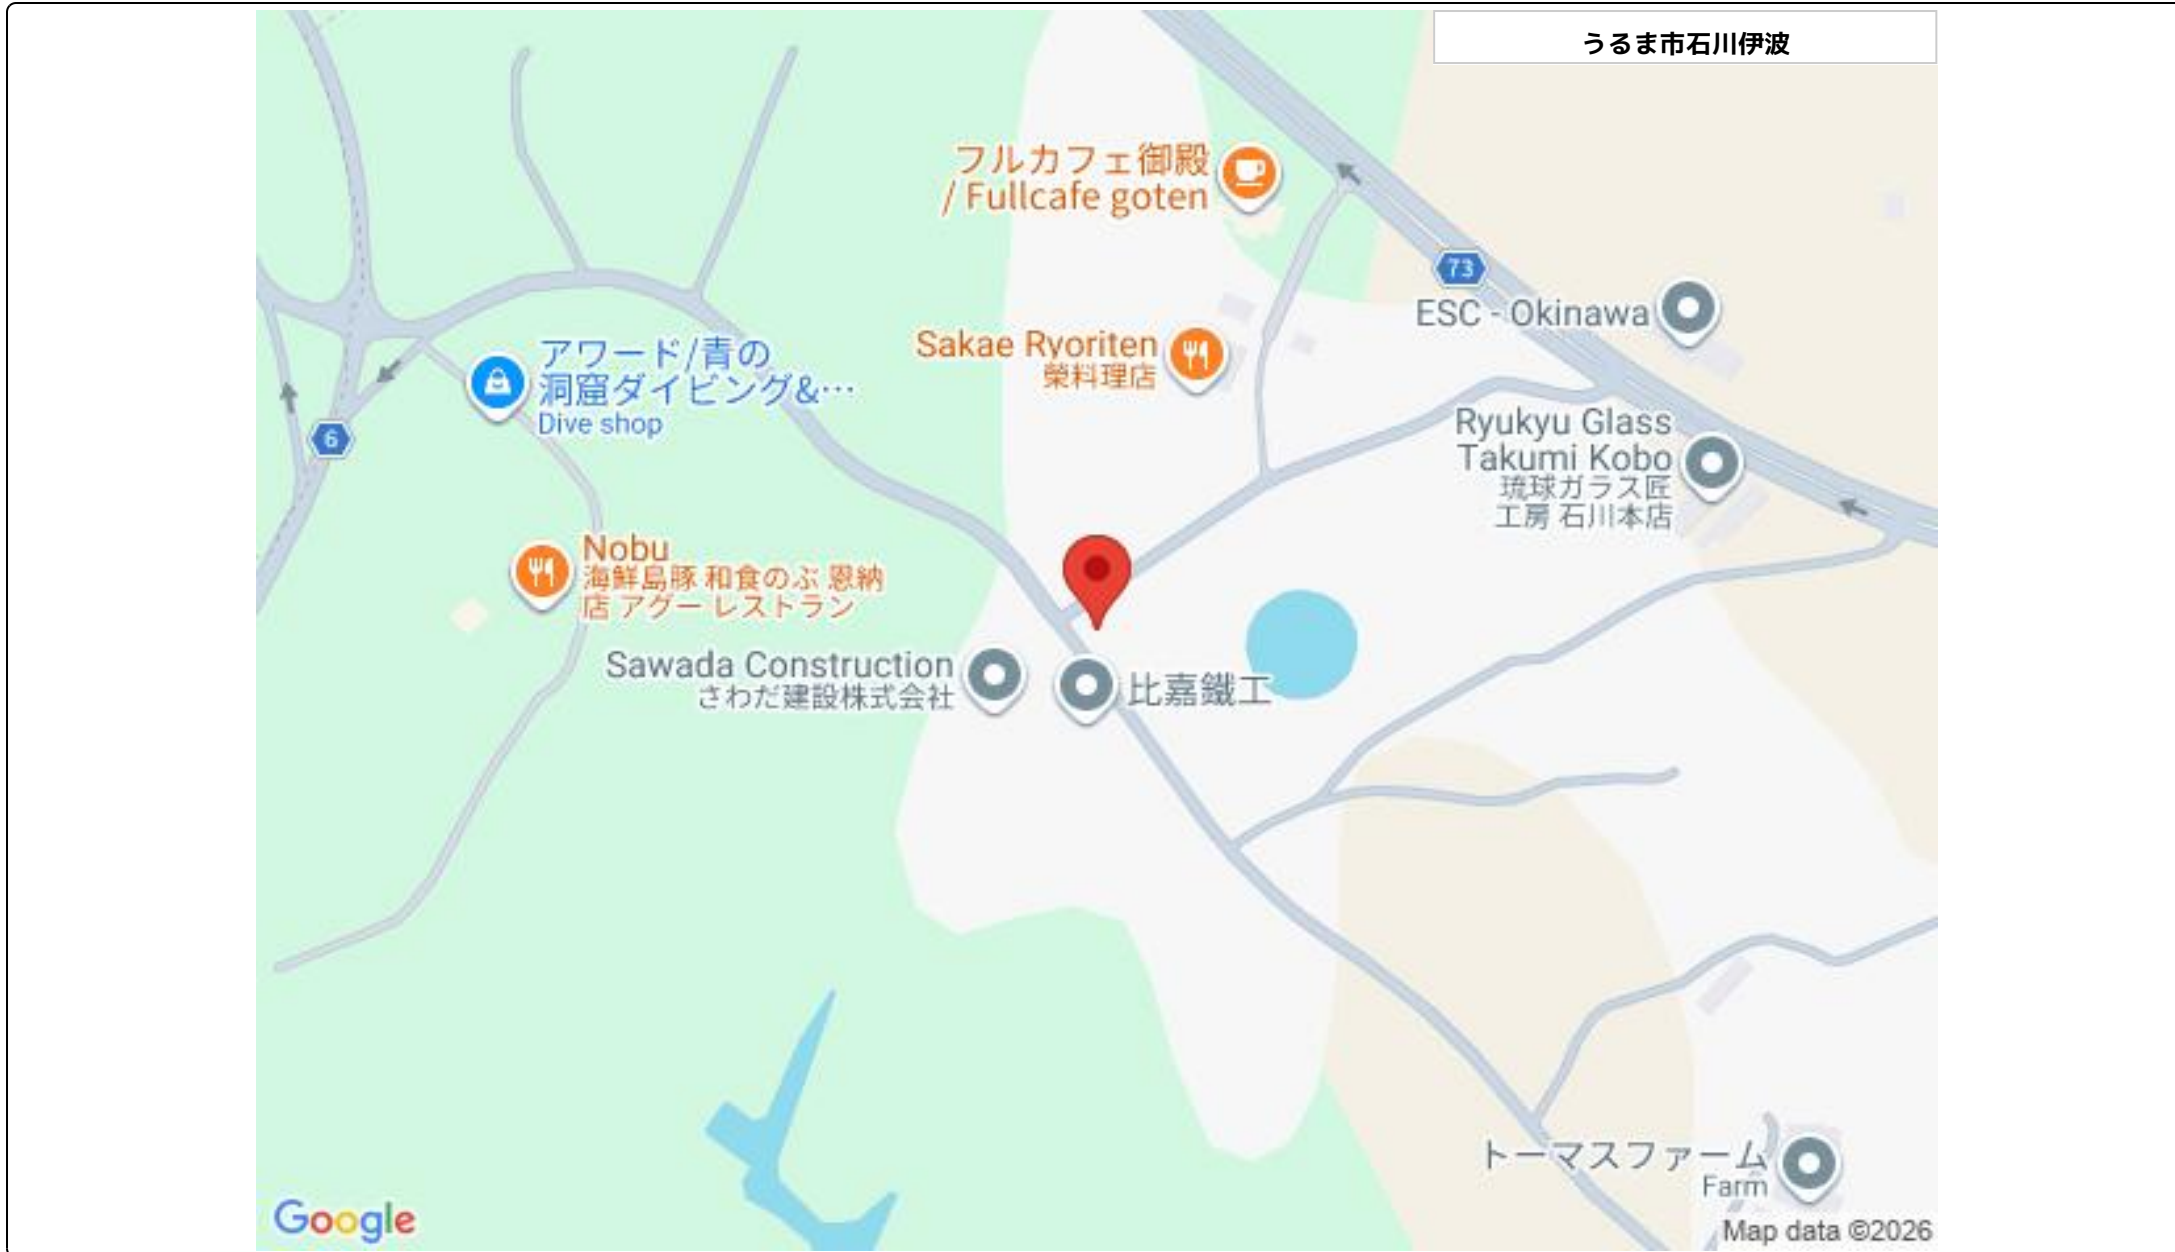 うるま市石川伊波
フルカフェ御殿
/ Fullcafe goten
73
ESC - Okinawa
Sakae Ryoriten
榮料理店
アワード/青の
洞窟ダイビング&…
Dive shop
6
Ryukyu Glass
Takumi Kobo
琉球ガラス匠
工房 石川本店
Nobu
海鮮島豚 和食のぶ 恩納
店 アグー レストラン
Sawada Construction
さわだ建設株式会社
比嘉鐵工
トーマスファーム
Farm
Google
Map data ©2026